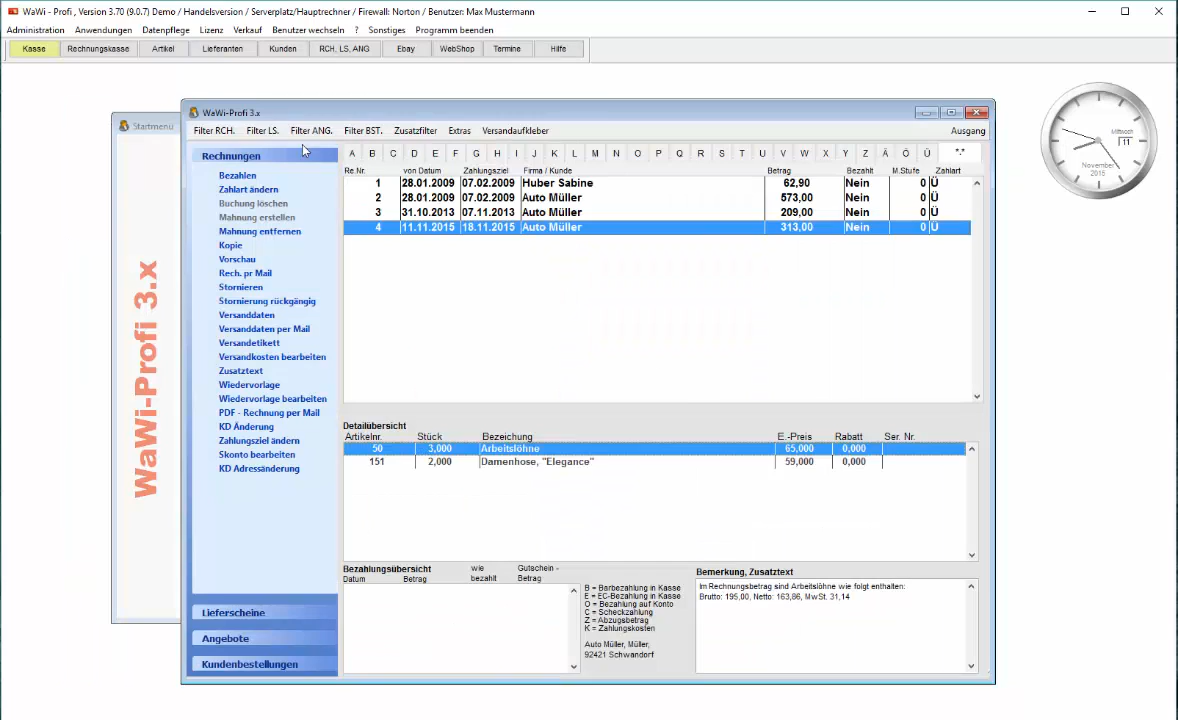 WaWi - Profi , Version 3.70 (9.0.7) Demo / Handelsversion / Serverplatz/Hauptrechner / Firewall: Norton / Benutzer: Max Mustermann
Administration Anwendungen Datenpflege Lizenz Verkauf Benutzer wechseln ? Sonstiges Programm beenden
Kasse Rechnungskasse Artikel Lieferanten Kunden RCH, LS, ANG Ebay WebShop Termine Hilfe
Startmenu
WaWi-Profi 3.x
WaWi-Profi 3.x
Filter RCH. Filter LS. Filter ANG. Filter BST. Zusatzfilter Extras Versandaufkleber Ausgang
Rechnungen
Bezahlen
Zahlart ändern
Buchung löschen
Mahnung erstellen
Mahnung entfernen
Kopie
Vorschau
Rech. pr Mail
Stornieren
Stornierung rückgängig
Versanddaten
Versanddaten per Mail
Versandetikett
Versandkosten bearbeiten
Zusatztext
Wiedervorlage
Wiedervorlage bearbeiten
PDF - Rechnung per Mail
KD Änderung
Zahlungsziel ändern
Skonto bearbeiten
KD Adressänderung
Lieferscheine
Angebote
Kundenbestellungen
A B C D E F G H I J K L M N O P Q R S T U V W X Y Z Ä Ö Ü *.*
Re.Nr. von Datum Zahlungsziel Firma / Kunde Betrag Bezahlt M.Stufe Zahlart
1 28.01.2009 07.02.2009 Huber Sabine 62,90 Nein 0 Ü
2 28.01.2009 07.02.2009 Auto Müller 573,00 Nein 0 Ü
3 31.10.2013 07.11.2013 Auto Müller 209,00 Nein 0 Ü
4 11.11.2015 18.11.2015 Auto Müller 313,00 Nein 0 Ü
Detailübersicht
Artikelnr. Stück Bezeichung E.-Preis Rabatt Ser. Nr.
50 3,000 Arbeitslöhne 65,000 0,000
151 2,000 Damenhose, "Elegance" 59,000 0,000
Bezahlungsübersicht
Datum Betrag
wie
bezahlt
Gutschein -
Betrag
B = Barbezahlung in Kasse
E = EC-Bezahlung in Kasse
O = Bezahlung auf Konto
C = Scheckzahlung
Z = Abzugsbetrag
K = Zahlungskosten
Auto Müller, Müller,
92421 Schwandorf
Bemerkung, Zusatztext
Im Rechnungsbetrag sind Arbeitslöhne wie folgt enthalten:
Brutto: 195,00, Netto: 163,86, MwSt. 31,14
Mittwoch
11
November
2015